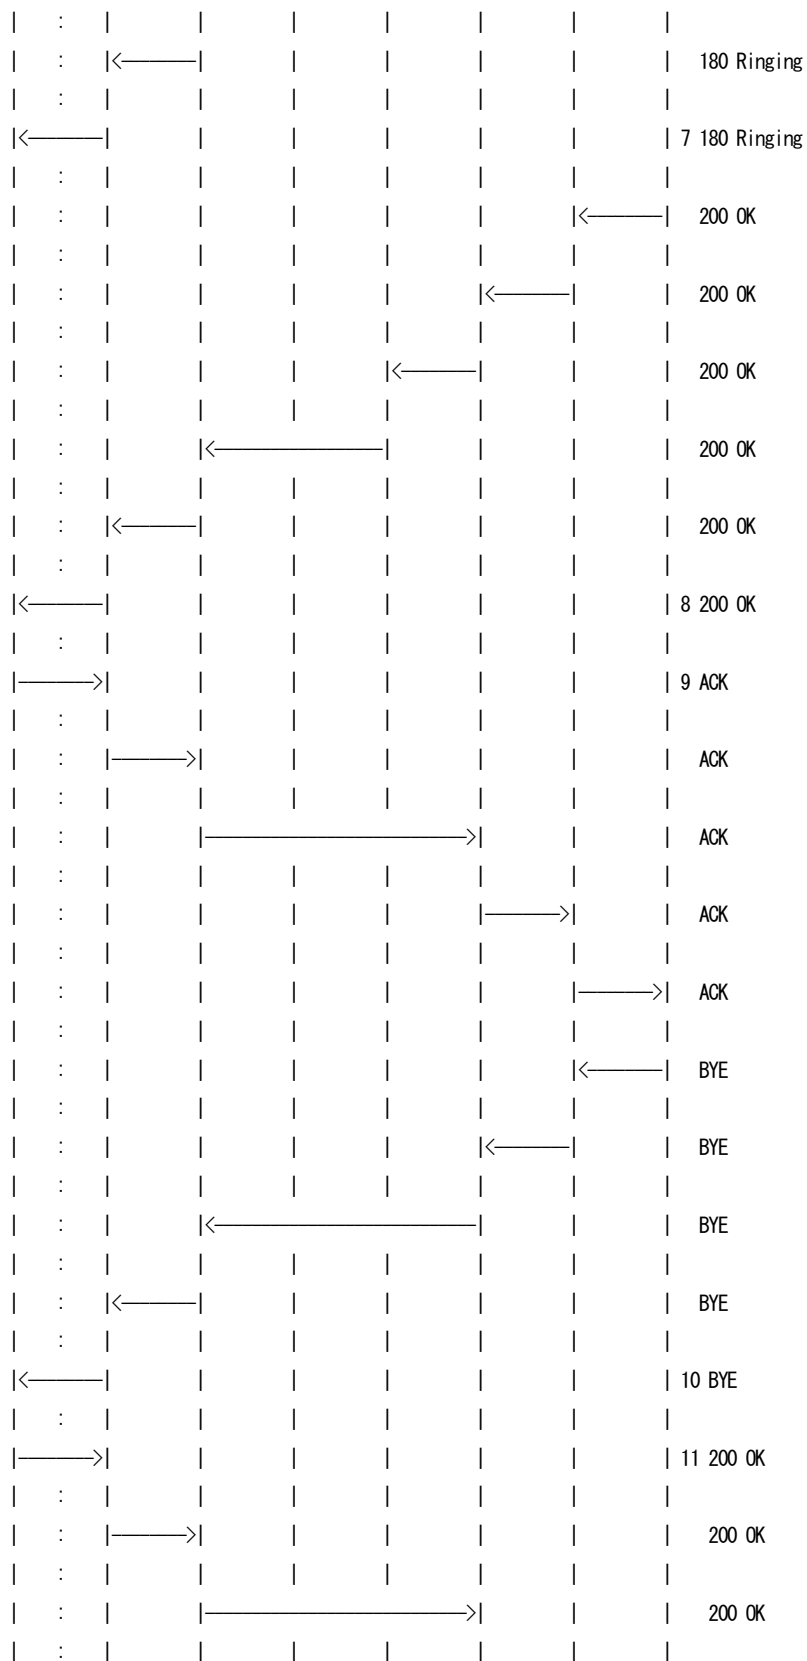 |    :    |         |         |         |         |         |         |
|    :    |<--------|         |         |         |         |         |   180 Ringing
|    :    |         |         |         |         |         |         |
|<--------|         |         |         |         |         |         | 7 180 Ringing
|    :    |         |         |         |         |         |         |
|    :    |         |         |         |         |         |<--------|   200 OK
|    :    |         |         |         |         |         |         |
|    :    |         |         |         |         |<--------|         |   200 OK
|    :    |         |         |         |         |         |         |
|    :    |         |         |         |<--------|         |         |   200 OK
|    :    |         |         |         |         |         |         |
|    :    |         |<------------------|         |         |         |   200 OK
|    :    |         |         |         |         |         |         |
|    :    |<--------|         |         |         |         |         |   200 OK
|    :    |         |         |         |         |         |         |
|<--------|         |         |         |         |         |         | 8 200 OK
|    :    |         |         |         |         |         |         |
|-------->|         |         |         |         |         |         | 9 ACK
|    :    |         |         |         |         |         |         |
|    :    |-------->|         |         |         |         |         |   ACK
|    :    |         |         |         |         |         |         |
|    :    |         |---------------------------->|         |         |   ACK
|    :    |         |         |         |         |         |         |
|    :    |         |         |         |         |-------->|         |   ACK
|    :    |         |         |         |         |         |         |
|    :    |         |         |         |         |         |-------->|   ACK
|    :    |         |         |         |         |         |         |
|    :    |         |         |         |         |         |<--------|   BYE
|    :    |         |         |         |         |         |         |
|    :    |         |         |         |         |<--------|         |   BYE
|    :    |         |         |         |         |         |         |
|    :    |         |<----------------------------|         |         |   BYE
|    :    |         |         |         |         |         |         |
|    :    |<--------|         |         |         |         |         |   BYE
|    :    |         |         |         |         |         |         |
|<--------|         |         |         |         |         |         | 10 BYE
|    :    |         |         |         |         |         |         |
|-------->|         |         |         |         |         |         | 11 200 OK
|    :    |         |         |         |         |         |         |
|    :    |-------->|         |         |         |         |         |    200 OK
|    :    |         |         |         |         |         |         |
|    :    |         |---------------------------->|         |         |    200 OK
|    :    |         |         |         |         |         |         |